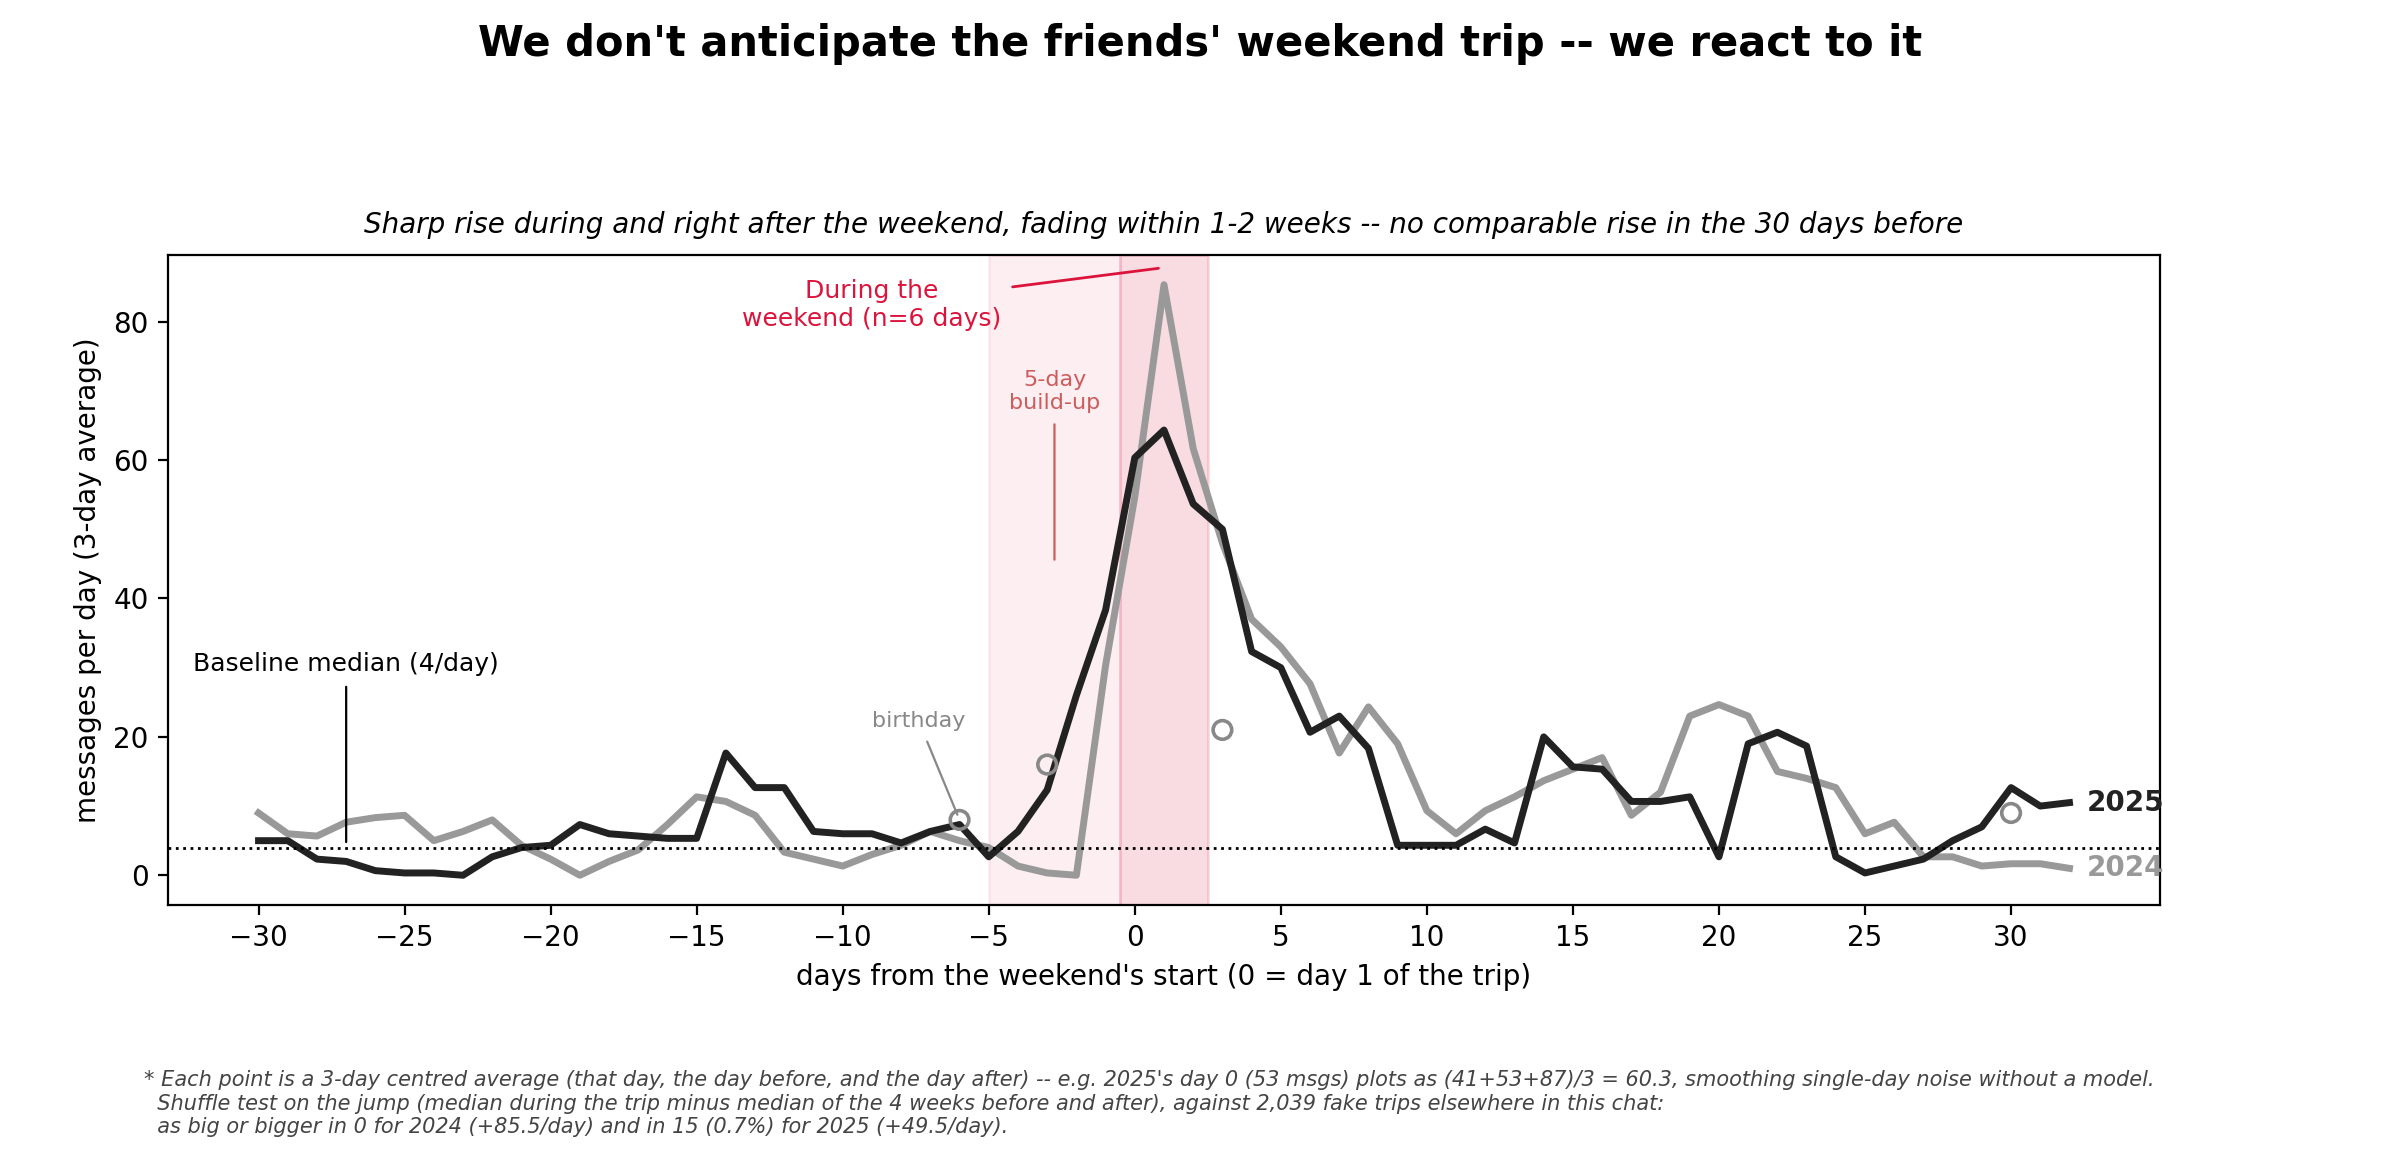 We don't anticipate the friends' weekend trip -- we react to it
Sharp rise during and right after the weekend, fading within 1-2 weeks -- no comparable rise in the 30 days before
During the
weekend (n=6 days)
5-day
build-up
Baseline median (4/day)
birthday
2025
2024
messages per day (3-day average)
80
60
40
20
0
−30 −25 −20 −15 −10 −5 0 5 10 15 20 25 30
days from the weekend's start (0 = day 1 of the trip)
* Each point is a 3-day centred average (that day, the day before, and the day after) -- e.g. 2025's day 0 (53 msgs) plots as (41+53+87)/3 = 60.3, smoothing single-day noise without a model.
Shuffle test on the jump (median during the trip minus median of the 4 weeks before and after), against 2,039 fake trips elsewhere in this chat:
as big or bigger in 0 for 2024 (+85.5/day) and in 15 (0.7%) for 2025 (+49.5/day).